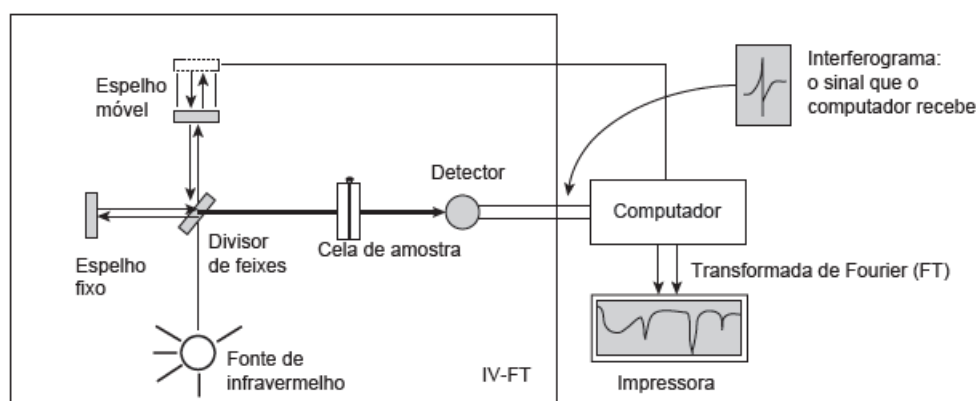 Espelho
móvel
Interferograma:
o sinal que o
computador recebe
Detector
Computador
Espelho
fixo
Divisor
de feixes
Cela de amostra
Transformada de Fourier (FT)
Fonte de
infravermelho
IV-FT
Impressora